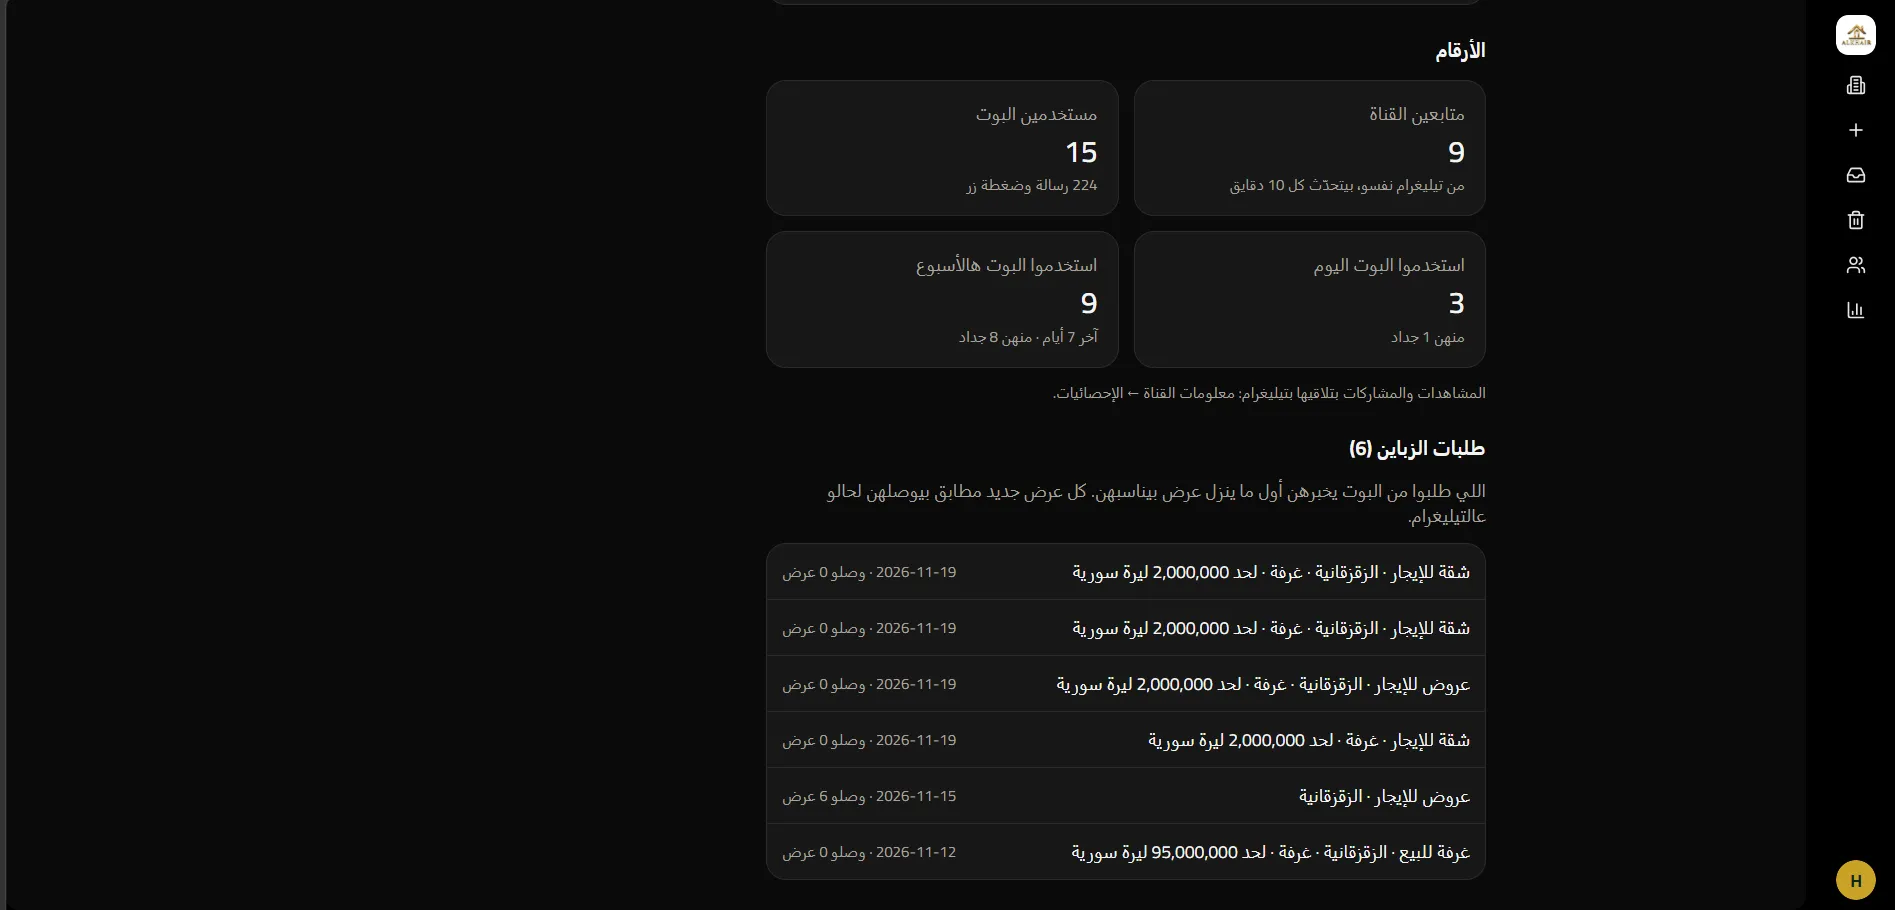 الأرقام
متابعين القناة
9
من تيليغرام نفسو، بيتحدّث كل 10 دقايق
مستخدمين البوت
15
224 رسالة وضغطة زر
استخدموا البوت اليوم
3
منهن 1 جداد
استخدموا البوت هالأسبوع
9
آخر 7 أيام · منهن 8 جداد
المشاهدات والمشاركات بتلاقيها بتيليغرام: معلومات القناة ← الإحصائيات.
طلبات الزباين (6)
اللي طلبوا من البوت يخبرهن أول ما ينزل عرض بيناسبهن. كل عرض جديد مطابق بيوصلهن لحالو
عالتيليغرام.
شقة للإيجار · الزقزقانية · غرفة · لحد 2,000,000 ليرة سورية
2026-11-19 · وصلو 0 عرض
شقة للإيجار · الزقزقانية · غرفة · لحد 2,000,000 ليرة سورية
2026-11-19 · وصلو 0 عرض
عروض للإيجار · الزقزقانية · غرفة · لحد 2,000,000 ليرة سورية
2026-11-19 · وصلو 0 عرض
شقة للإيجار · غرفة · لحد 2,000,000 ليرة سورية
2026-11-19 · وصلو 0 عرض
عروض للإيجار · الزقزقانية
2026-11-15 · وصلو 6 عرض
غرفة للبيع · الزقزقانية · غرفة · لحد 95,000,000 ليرة سورية
2026-11-12 · وصلو 0 عرض
H